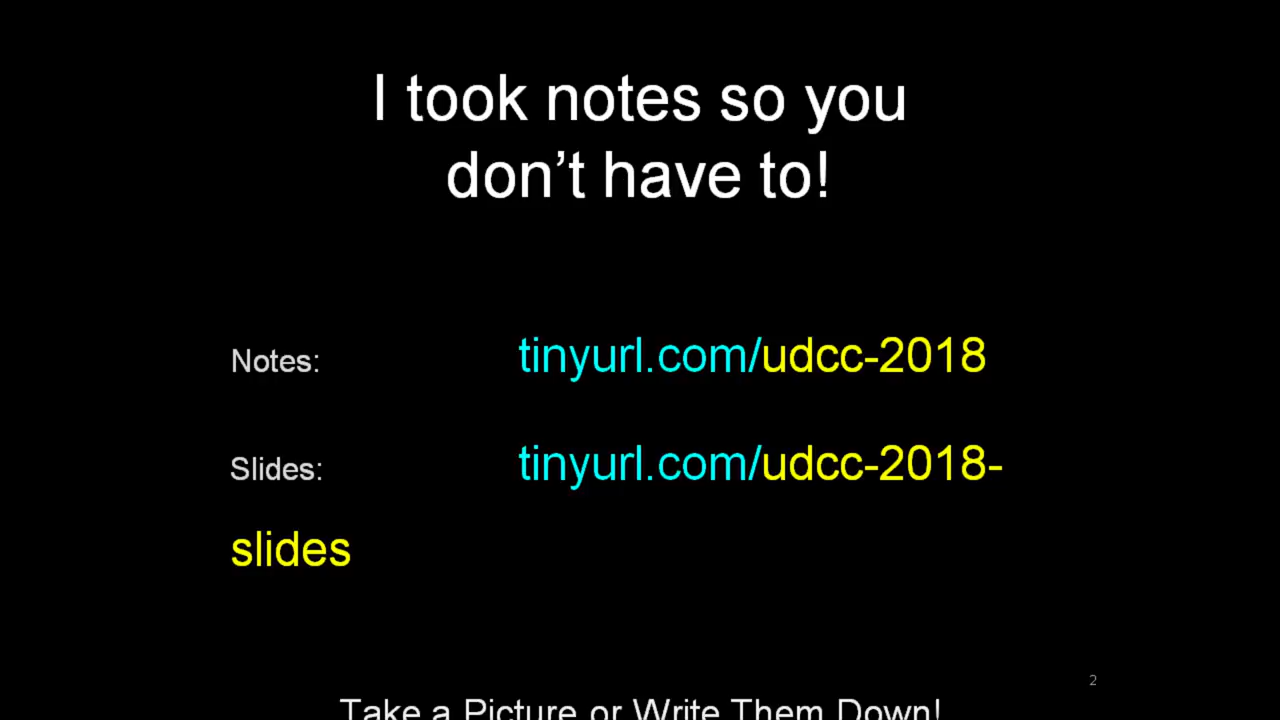 I took notes so you
don’t have to!
Notes: tinyurl.com/udcc-2018
Slides: tinyurl.com/udcc-2018-
slides
2
Take a Picture or Write Them Down!